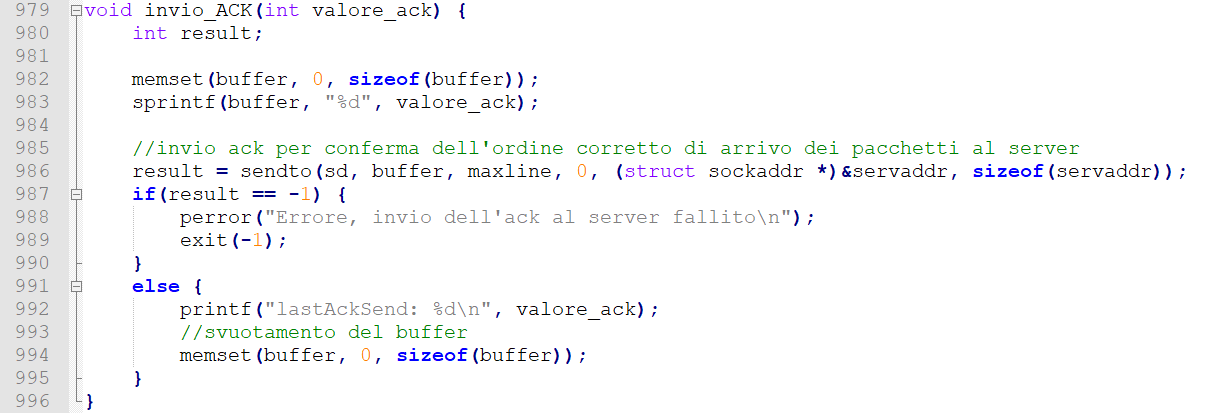 979 void invio_ACK(int valore_ack) {
980 int result;
981
982 memset(buffer, 0, sizeof(buffer));
983 sprintf(buffer, "%d", valore_ack);
984
985 //invio ack per conferma dell'ordine corretto di arrivo dei pacchetti al server
986 result = sendto(sd, buffer, maxline, 0, (struct sockaddr *)&servaddr, sizeof(servaddr));
987 if(result == -1) {
988 perror("Errore, invio dell'ack al server fallito\n");
989 exit(-1);
990 }
991 else {
992 printf("lastAckSend: %d\n", valore_ack);
993 //svuotamento del buffer
994 memset(buffer, 0, sizeof(buffer));
995 }
996 }